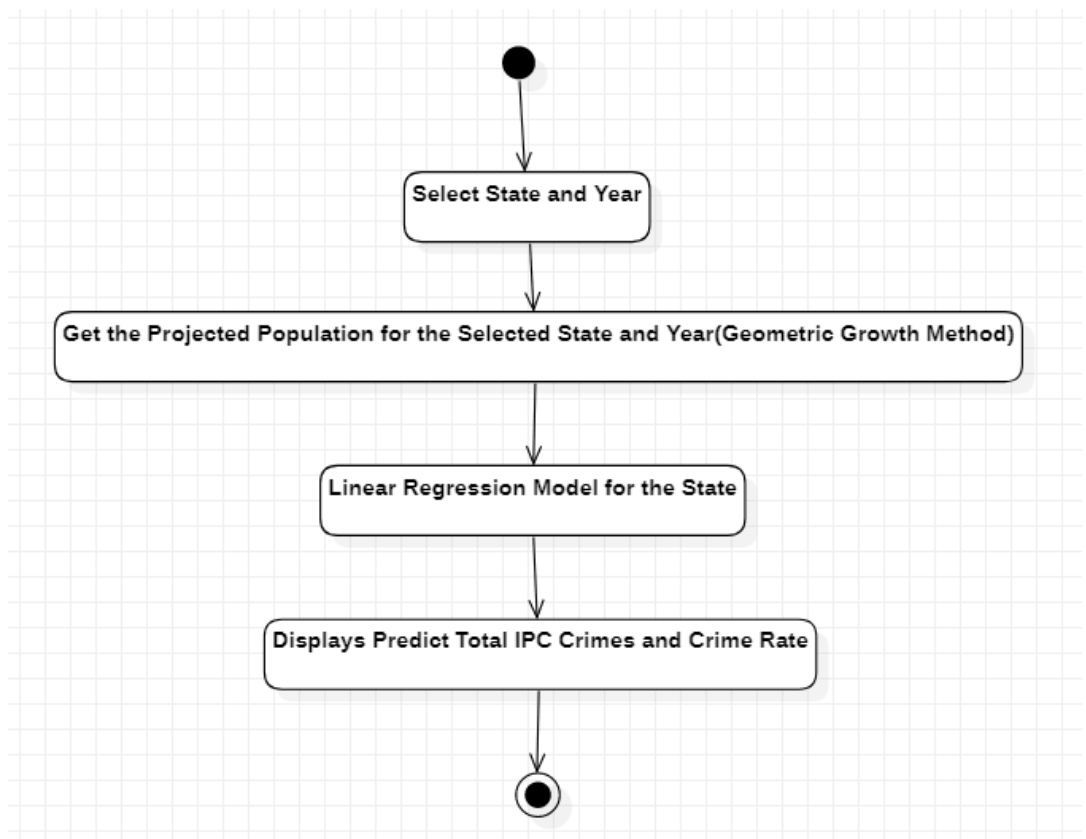 Select State and Year
Get the Projected Population for the Selected State and Year(Geometric Growth Method)
Linear Regression Model for the State
Displays Predict Total IPC Crimes and Crime Rate